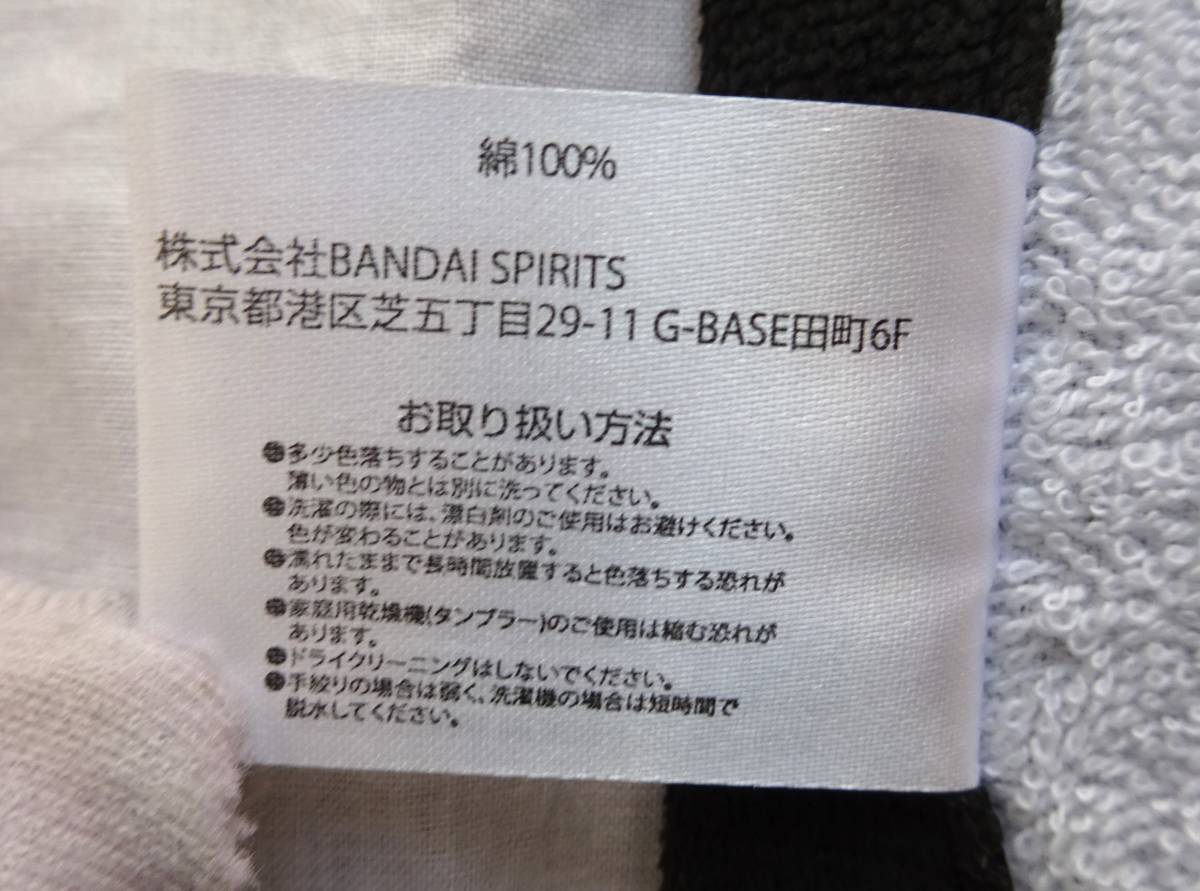 綿100%
株式会社BANDAI SPIRITS
東京都港区芝五丁目29-11 G-BASE田町6F
お取り扱い方法
●多少色落ちすることがあります。
薄い色の物とは別に洗ってください。
●洗濯の際には、漂白剤のご使用はお避けください。
色が変わることがあります。
●濡れたままで長時間放置すると色落ちする恐れが
あります。
●家庭用乾燥機(タンブラー)のご使用は縮む恐れが
あります。
●ドライクリーニングはしないでください。
●手絞りの場合は弱く、洗濯機の場合は短時間で
脱水してください。